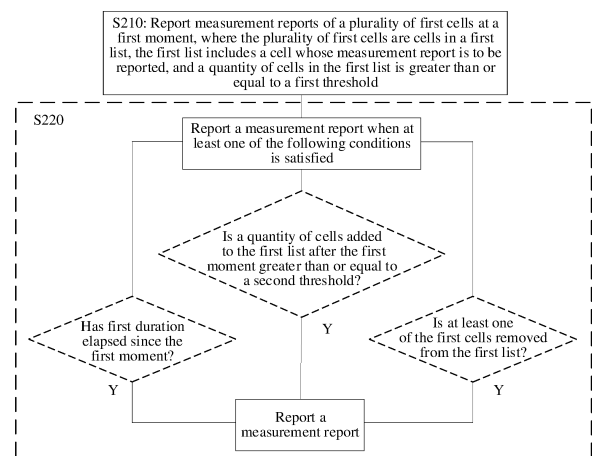 S210: Report measurement reports of a plurality of first cells at a
first moment, where the plurality of first cells are cells in a first
list, the first list includes a cell whose measurement report is to be
reported, and a quantity of cells in the first list is greater than or
equal to a first threshold
S220
Report a measurement report when at
least one of the following conditions
is satisfied
Is a quantity of cells added
to the first list after the first
moment greater than or equal to
a second threshold?
Y
Has first duration
elapsed since the
first moment?
Y
Is at least one
of the first cells removed
from the first list?
Y
Report a
measurement report